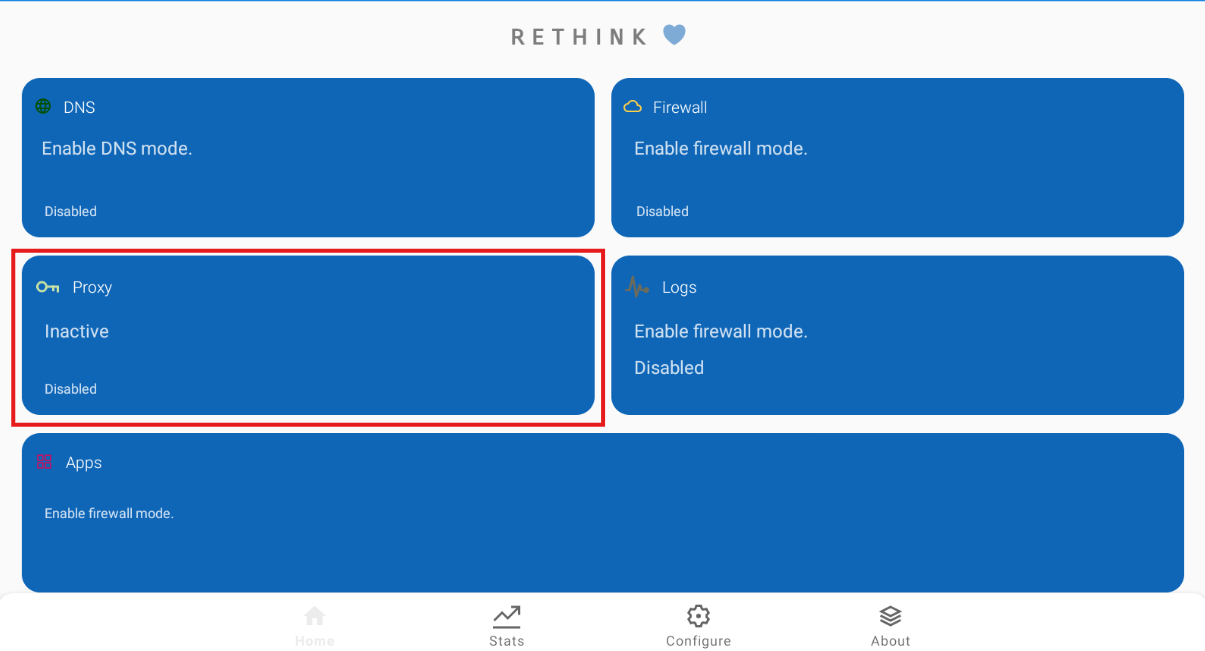 RETHINK
DNS
Enable DNS mode.
Disabled
Firewall
Enable firewall mode.
Disabled
Proxy
Inactive
Disabled
Logs
Enable firewall mode.
Disabled
Apps
Enable firewall mode.
Home
Stats
Configure
About